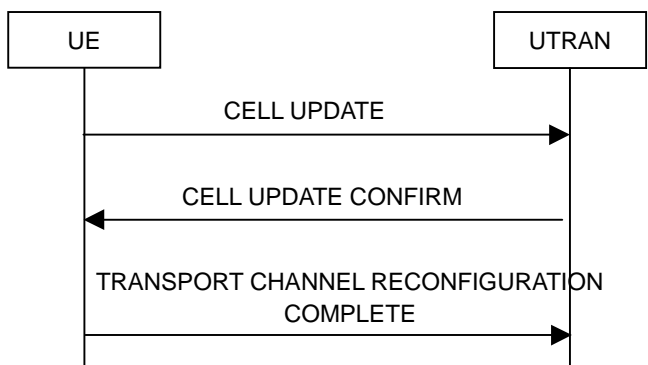 UE
UTRAN
CELL UPDATE
CELL UPDATE CONFIRM
TRANSPORT CHANNEL RECONFIGURATION
COMPLETE